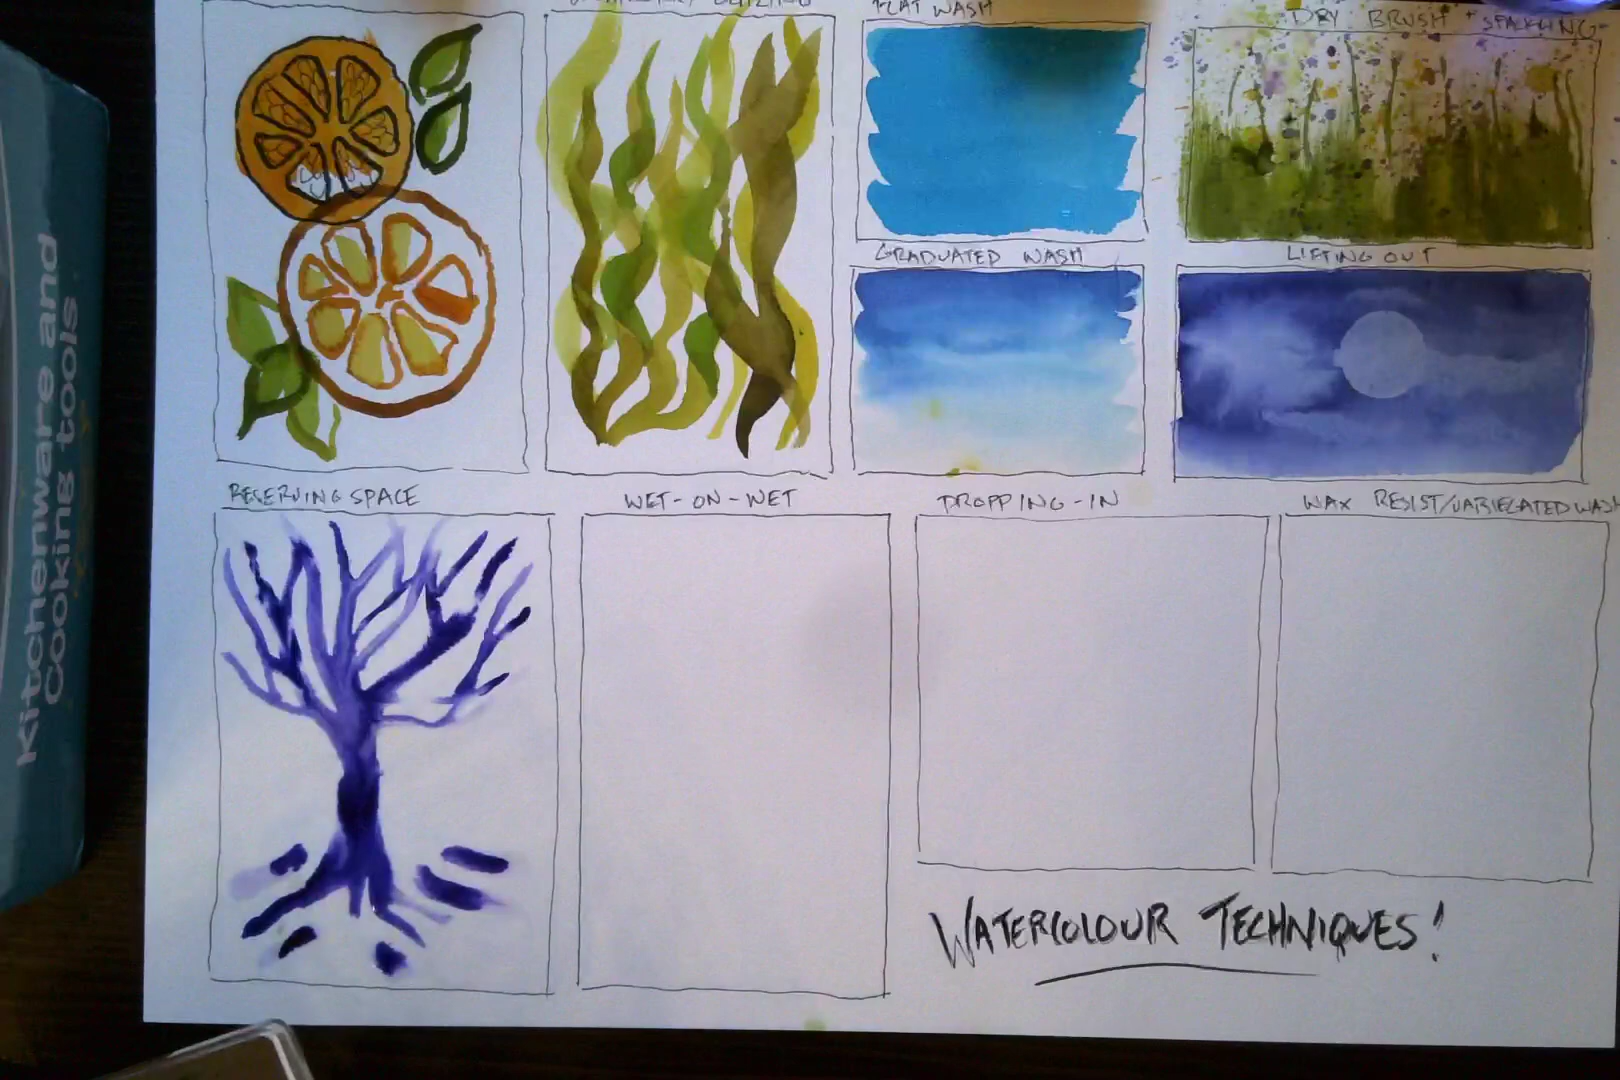 FLAT WASH
DRY BRUSH + "SPACKLING"
GRADUATED WASH
LIFTING OUT
RESERVING SPACE
WET-ON-WET
DROPPING-IN
WAX RESIST/VARIEGATED WASH
WATERCOLOUR TECHNIQUES!
Kitchenware and
Cooking tools